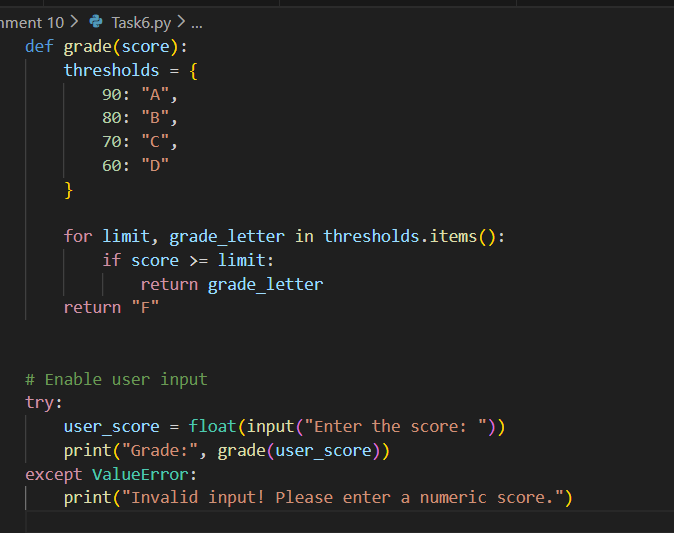 nment 10 > Task6.py > ...
def grade(score):
    thresholds = {
        90: "A",
        80: "B",
        70: "C",
        60: "D"
    }

    for limit, grade_letter in thresholds.items():
        if score >= limit:
            return grade_letter
    return "F"


# Enable user input
try:
    user_score = float(input("Enter the score: "))
    print("Grade:", grade(user_score))
except ValueError:
    print("Invalid input! Please enter a numeric score.")